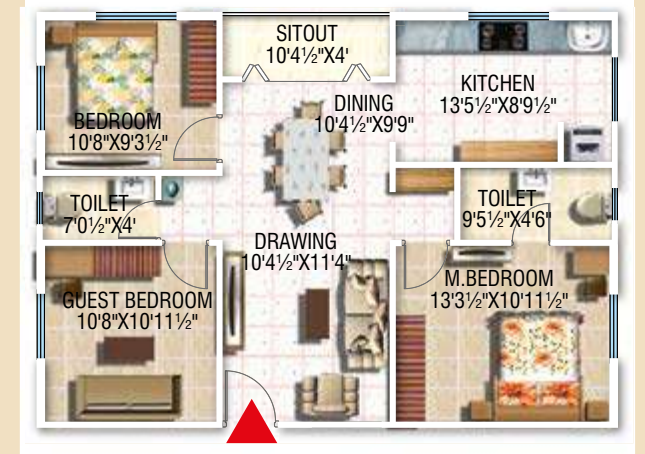 SITOUT
10'4½"X4'
KITCHEN
13'5½"X8'9½"
DINING
10'4½"X9'9"
BEDROOM
10'8"X9'3½"
TOILET
7'0½"X4'
TOILET
9'5½"X4'6"
DRAWING
10'4½"X11'4"
M.BEDROOM
13'3½"X10'11½"
GUEST BEDROOM
10'8"X10'11½"